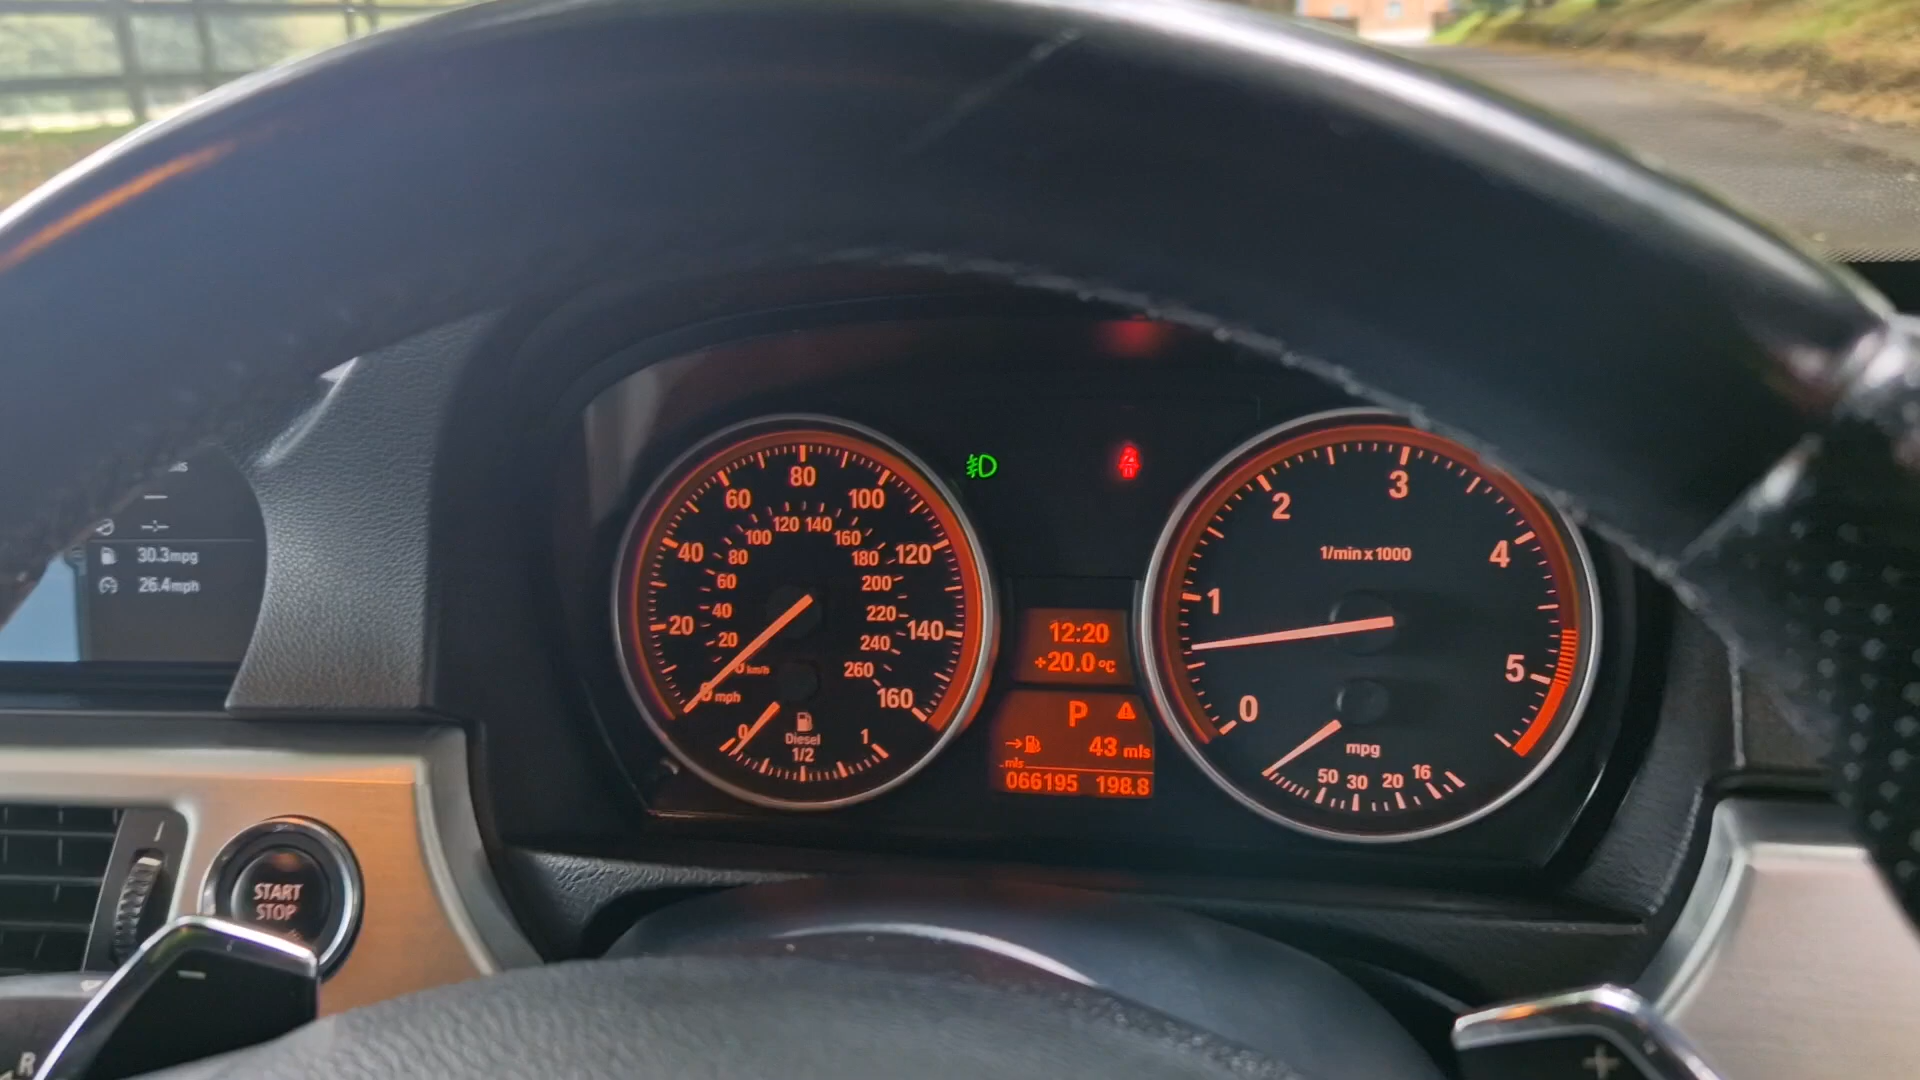 ls
30.3mpg
26.4mph
START
STOP
R
−
20
40
60
80
100
120
140
160
20
40
60
80
100
120
140
160
180
200
220
240
260
km/h
0 mph
0
Diesel
1/2
1
12:20
+20.0°C
P
43 mls
mls
066195 198.8
0
1
2
3
4
5
1/min x 1000
mpg
50 30 20 16
+